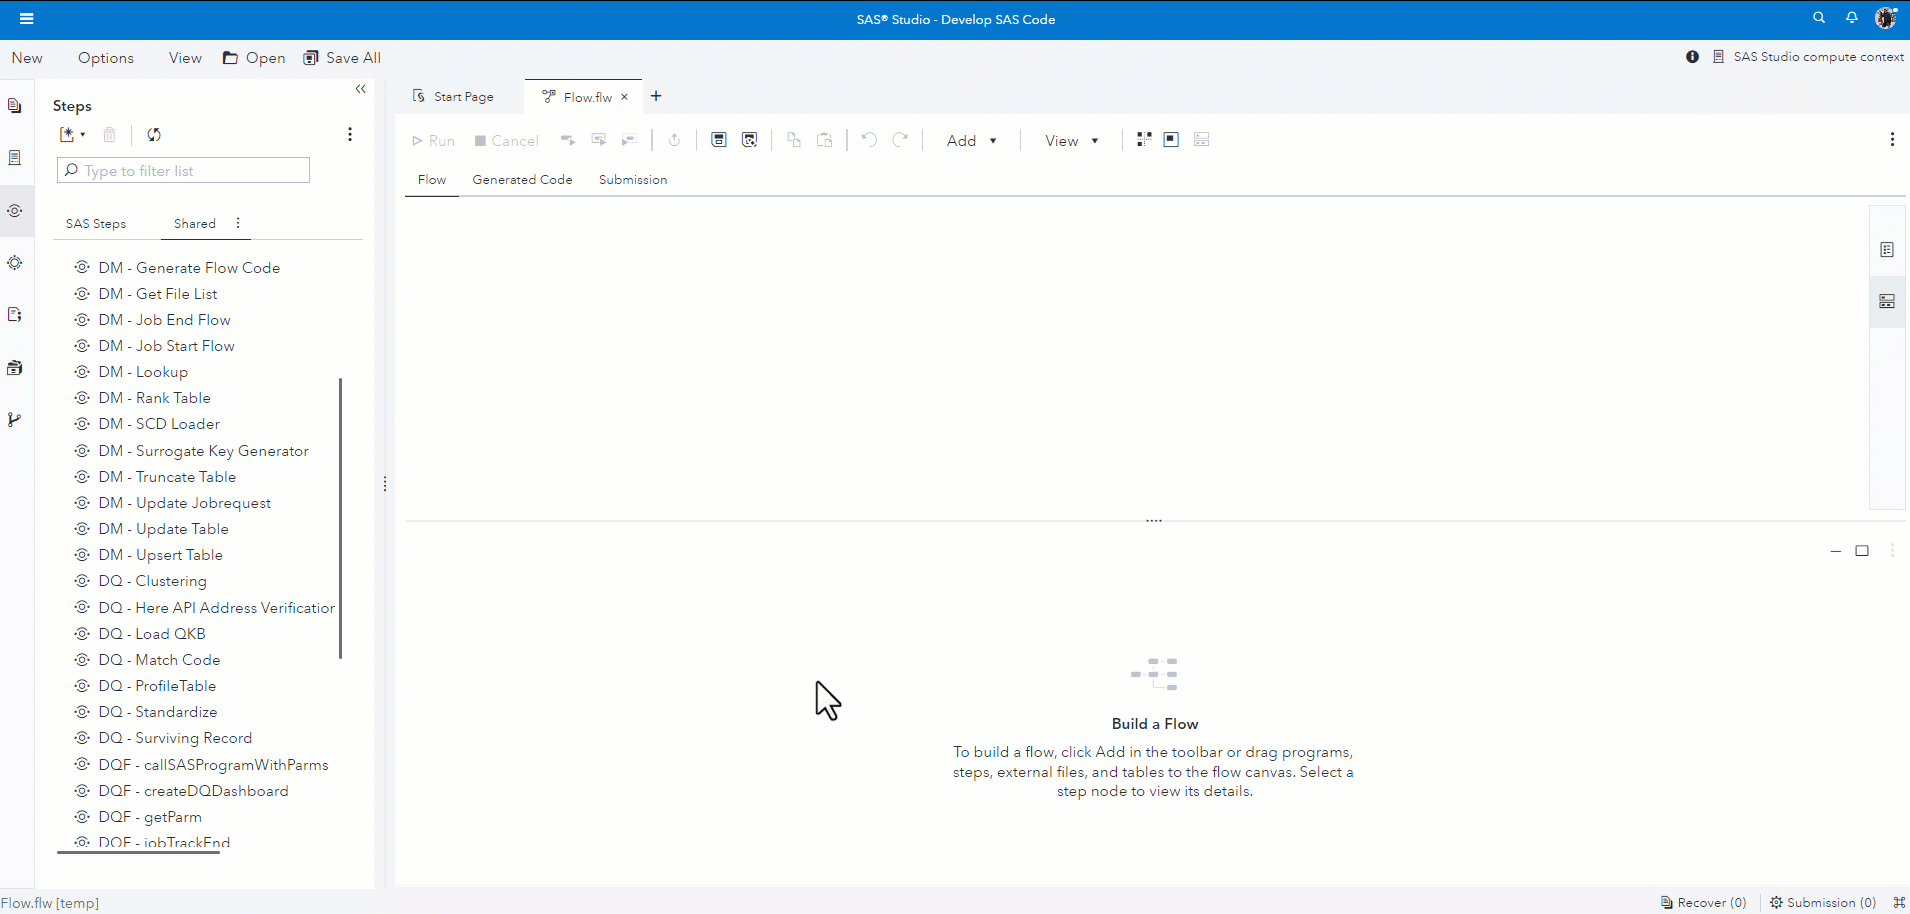 SAS® Studio - Develop SAS Code
New Options View Open Save All
SAS Studio compute context
Steps
Type to filter list
SAS Steps Shared
DM - Generate Flow Code
DM - Get File List
DM - Job End Flow
DM - Job Start Flow
DM - Lookup
DM - Rank Table
DM - SCD Loader
DM - Surrogate Key Generator
DM - Truncate Table
DM - Update Jobrequest
DM - Update Table
DM - Upsert Table
DQ - Clustering
DQ - Here API Address Verification
DQ - Load QKB
DQ - Match Code
DQ - ProfileTable
DQ - Standardize
DQ - Surviving Record
DQF - callSASProgramWithParms
DQF - createDQDashboard
DQF - getParm
DQF - jobTrackEnd
Start Page Flow.flw
Run Cancel Add View
Flow Generated Code Submission
Build a Flow
To build a flow, click Add in the toolbar or drag programs,
steps, external files, and tables to the flow canvas. Select a
step node to view its details.
Flow.flw [temp]
Recover (0) Submission (0)